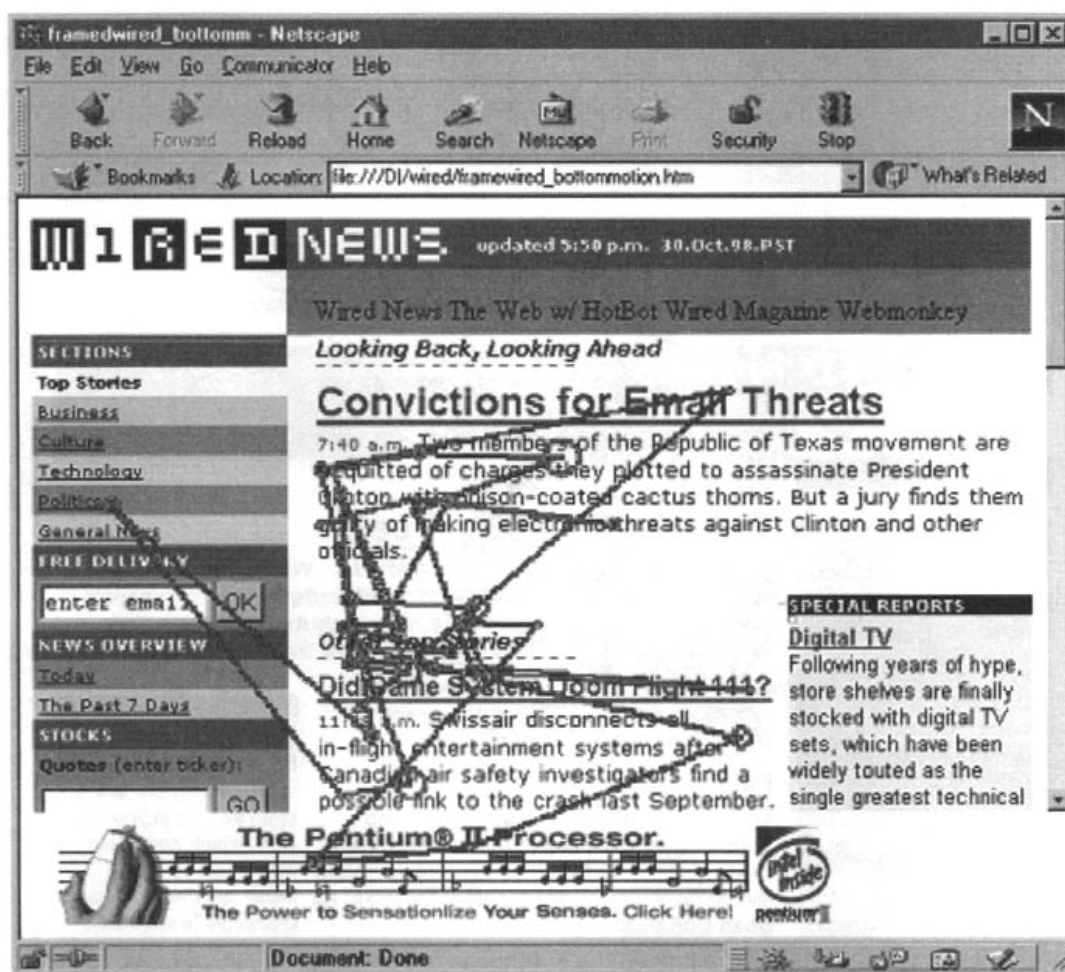 framedwired_bottomm - Netscape
File Edit View Go Communicator Help
Back Forward Reload Home Search Netscape Print Security Stop
Bookmarks Location: file:///D|/wired/framewired_bottommotion.htm What's Related
W1RED NEWS updated 5:50 p.m. 30.Oct.98.PST
Wired News The Web w/ HotBot Wired Magazine Webmonkey
SECTIONS
Top Stories
Business
Culture
Technology
Politics
General News
FREE DELIVERY
enter email OK
NEWS OVERVIEW
Today
The Past 7 Days
STOCKS
Quotes (enter ticker):
GO
Looking Back, Looking Ahead
Convictions for Email Threats
7:40 a.m. Two members of the Republic of Texas movement are
acquitted of charges they plotted to assassinate President
Clinton with poison-coated cactus thorns. But a jury finds them
guilty of making electronic threats against Clinton and other
officials.
Other Top Stories
Did Game System Doom Flight 111?
a.m. Swissair disconnects all
in-flight entertainment systems after
Canadian air safety investigators find a
possible link to the crash last September.
SPECIAL REPORTS
Digital TV
Following years of hype,
store shelves are finally
stocked with digital TV
sets, which have been
widely touted as the
single greatest technical
The Pentium® II Processor.
The Power to Sensationlize Your Senses. Click Here!
intel
inside
pentium II
Document: Done